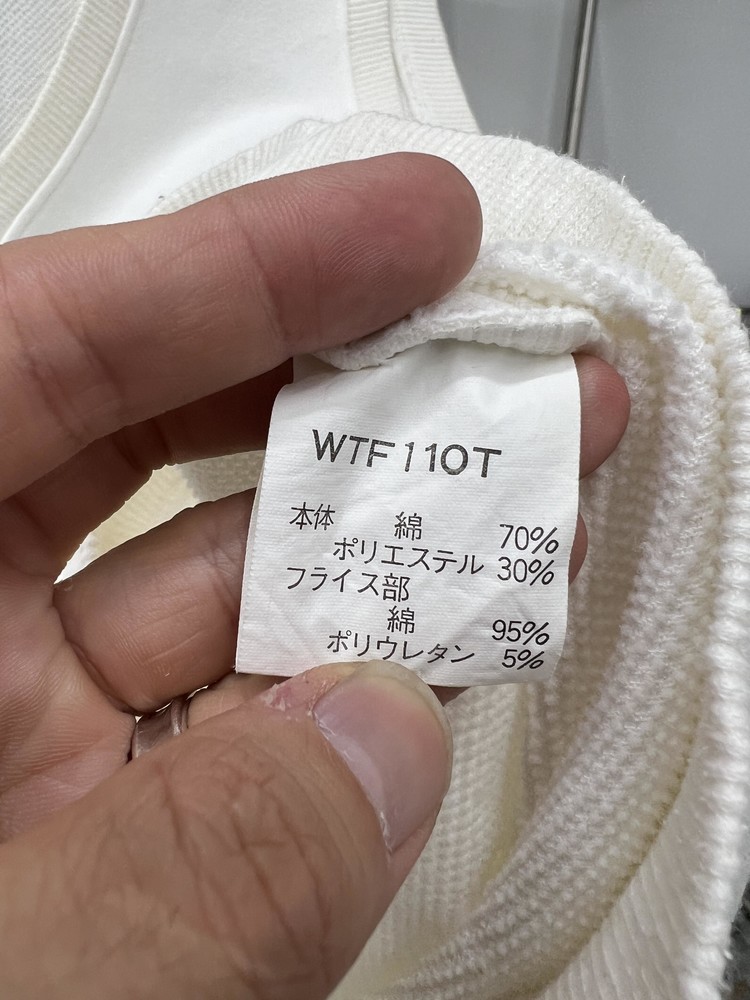 WTF110T
本体 綿 70%
ポリエステル 30%
フライス部
綿 95%
ポリウレタン 5%